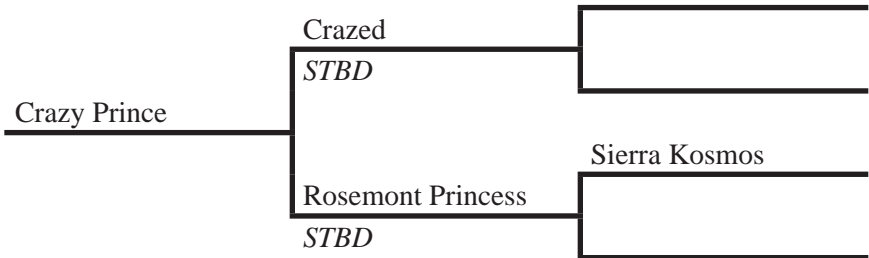 Crazed
STBD
Crazy Prince
Sierra Kosmos
Rosemont Princess
STBD